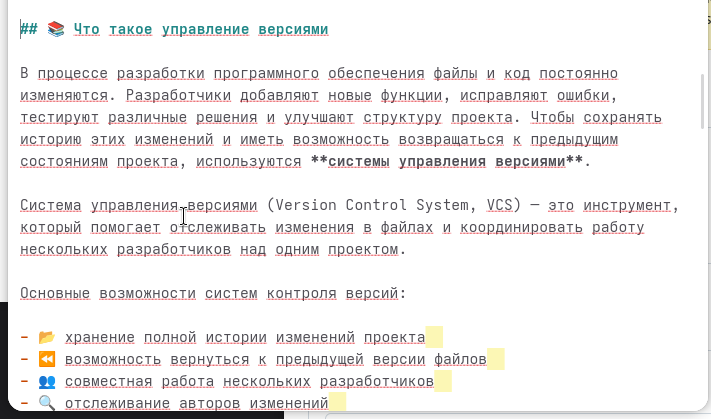 ## 📚 Что такое управление версиями
В процессе разработки программного обеспечения файлы и код постоянно
изменяются. Разработчики добавляют новые функции, исправляют ошибки,
тестируют различные решения и улучшают структуру проекта. Чтобы сохранять
историю этих изменений и иметь возможность возвращаться к предыдущим
состояниям проекта, используются **системы управления версиями**.
Система управления версиями (Version Control System, VCS) — это инструмент,
который помогает отслеживать изменения в файлах и координировать работу
нескольких разработчиков над одним проектом.
Основные возможности систем контроля версий:
- 📂 хранение полной истории изменений проекта
- ⏪ возможность вернуться к предыдущей версии файлов
- 👥 совместная работа нескольких разработчиков
- 🔍 отслеживание авторов изменений